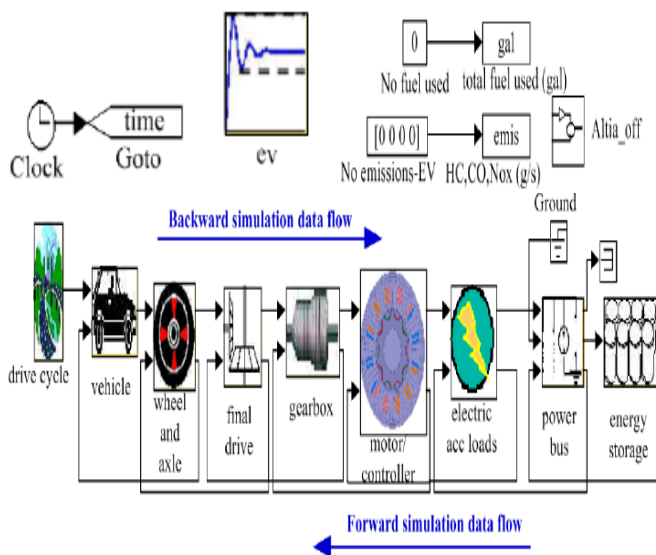 0
gal
No fuel used
total fuel used (gal)
time
Clock
Goto
ev
[0 0 0 0]
emis
No emissions-EV
HC,CO,Nox (g/s)
Altia_off
Ground
Backward simulation data flow
drive cycle
vehicle
wheel
and
axle
final
drive
gearbox
motor/
controller
electric
acc loads
power
bus
energy
storage
Forward simulation data flow